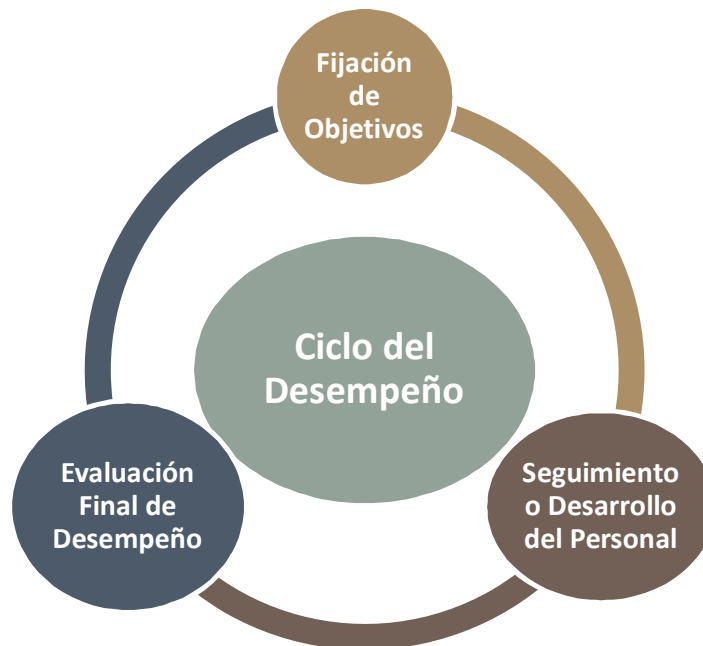 Fijación
de
Objetivos
Ciclo del
Desempeño
Evaluación
Final de
Desempeño
Seguimiento
o Desarrollo
del Personal